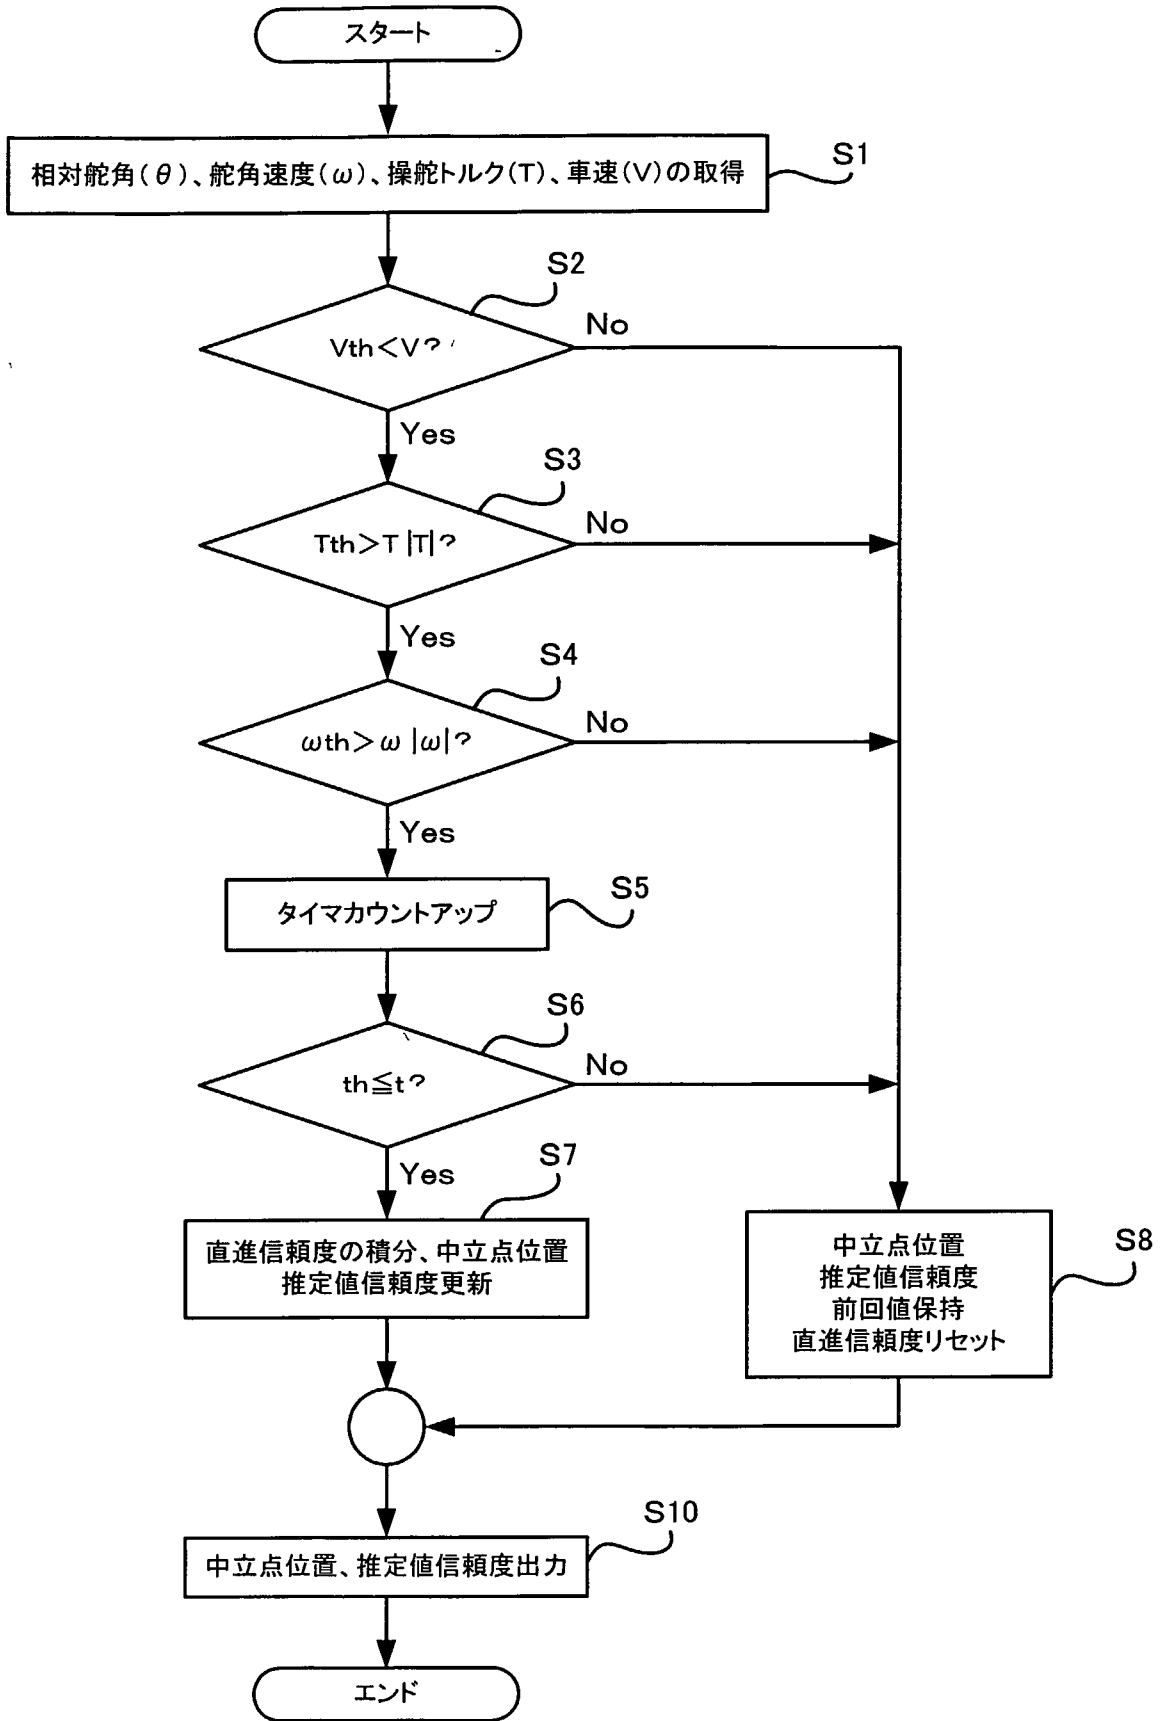 スタート
相対舵角(θ)、舵角速度(ω)、操舵トルク(T)、車速(V)の取得
S1
S2
Vth<V?
No
Yes
S3
Tth>T |T|?
No
Yes
S4
ωth>ω |ω|?
No
Yes
タイマカウントアップ
S5
S6
th≦t?
No
Yes
S7
直進信頼度の積分、中立点位置
推定値信頼度更新
中立点位置
推定値信頼度
前回値保持
直進信頼度リセット
S8
S10
中立点位置、推定値信頼度出力
エンド